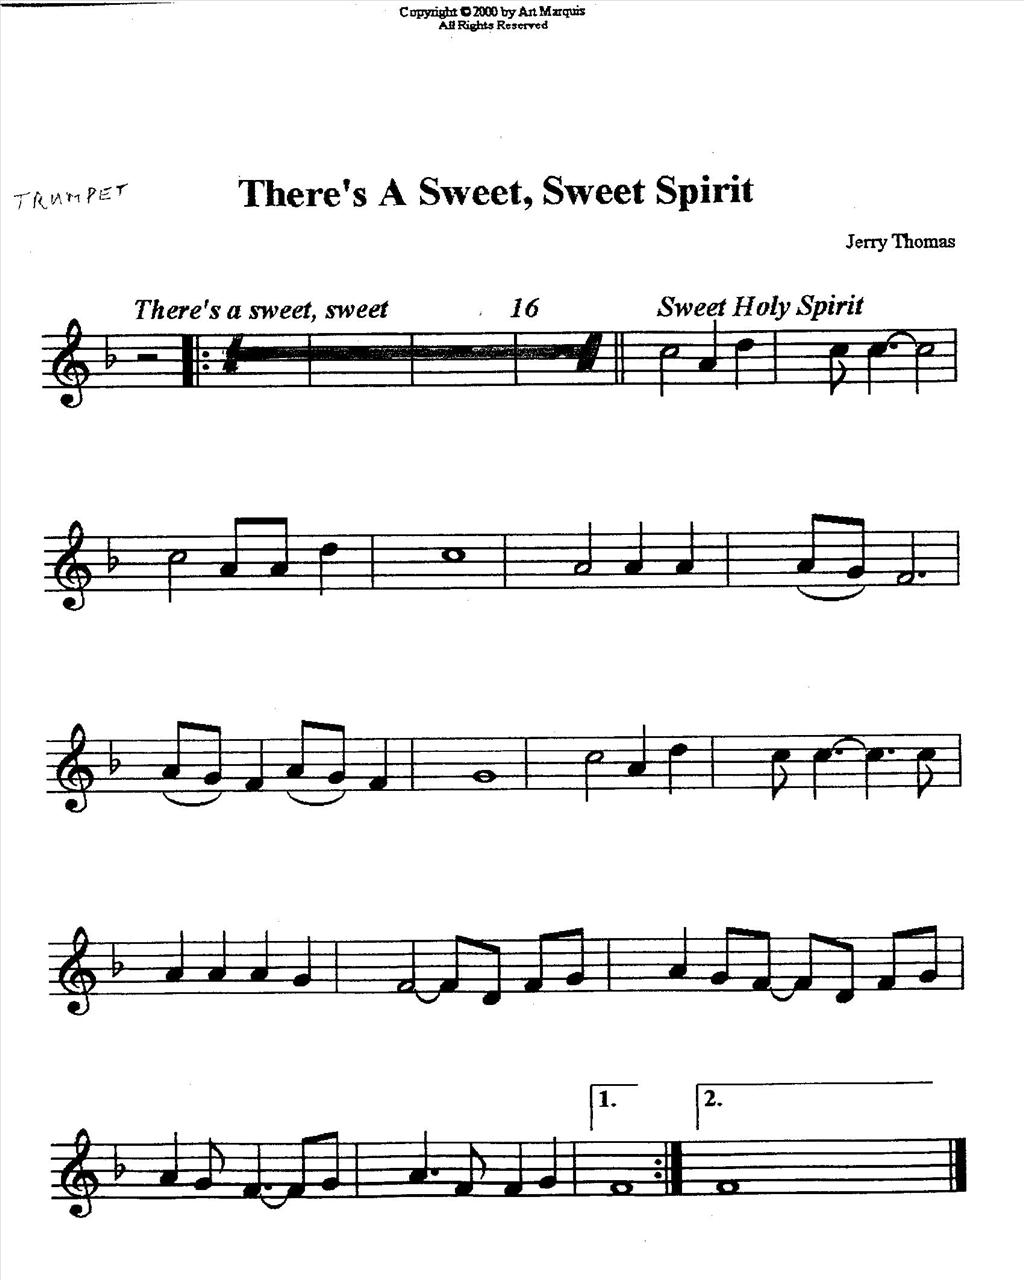 Copyright © 2000 by Art Marquis
All Rights Reserved
TRUMPET
There's A Sweet, Sweet Spirit
Jerry Thomas
There's a sweet, sweet 16 Sweet Holy Spirit
1. 2.